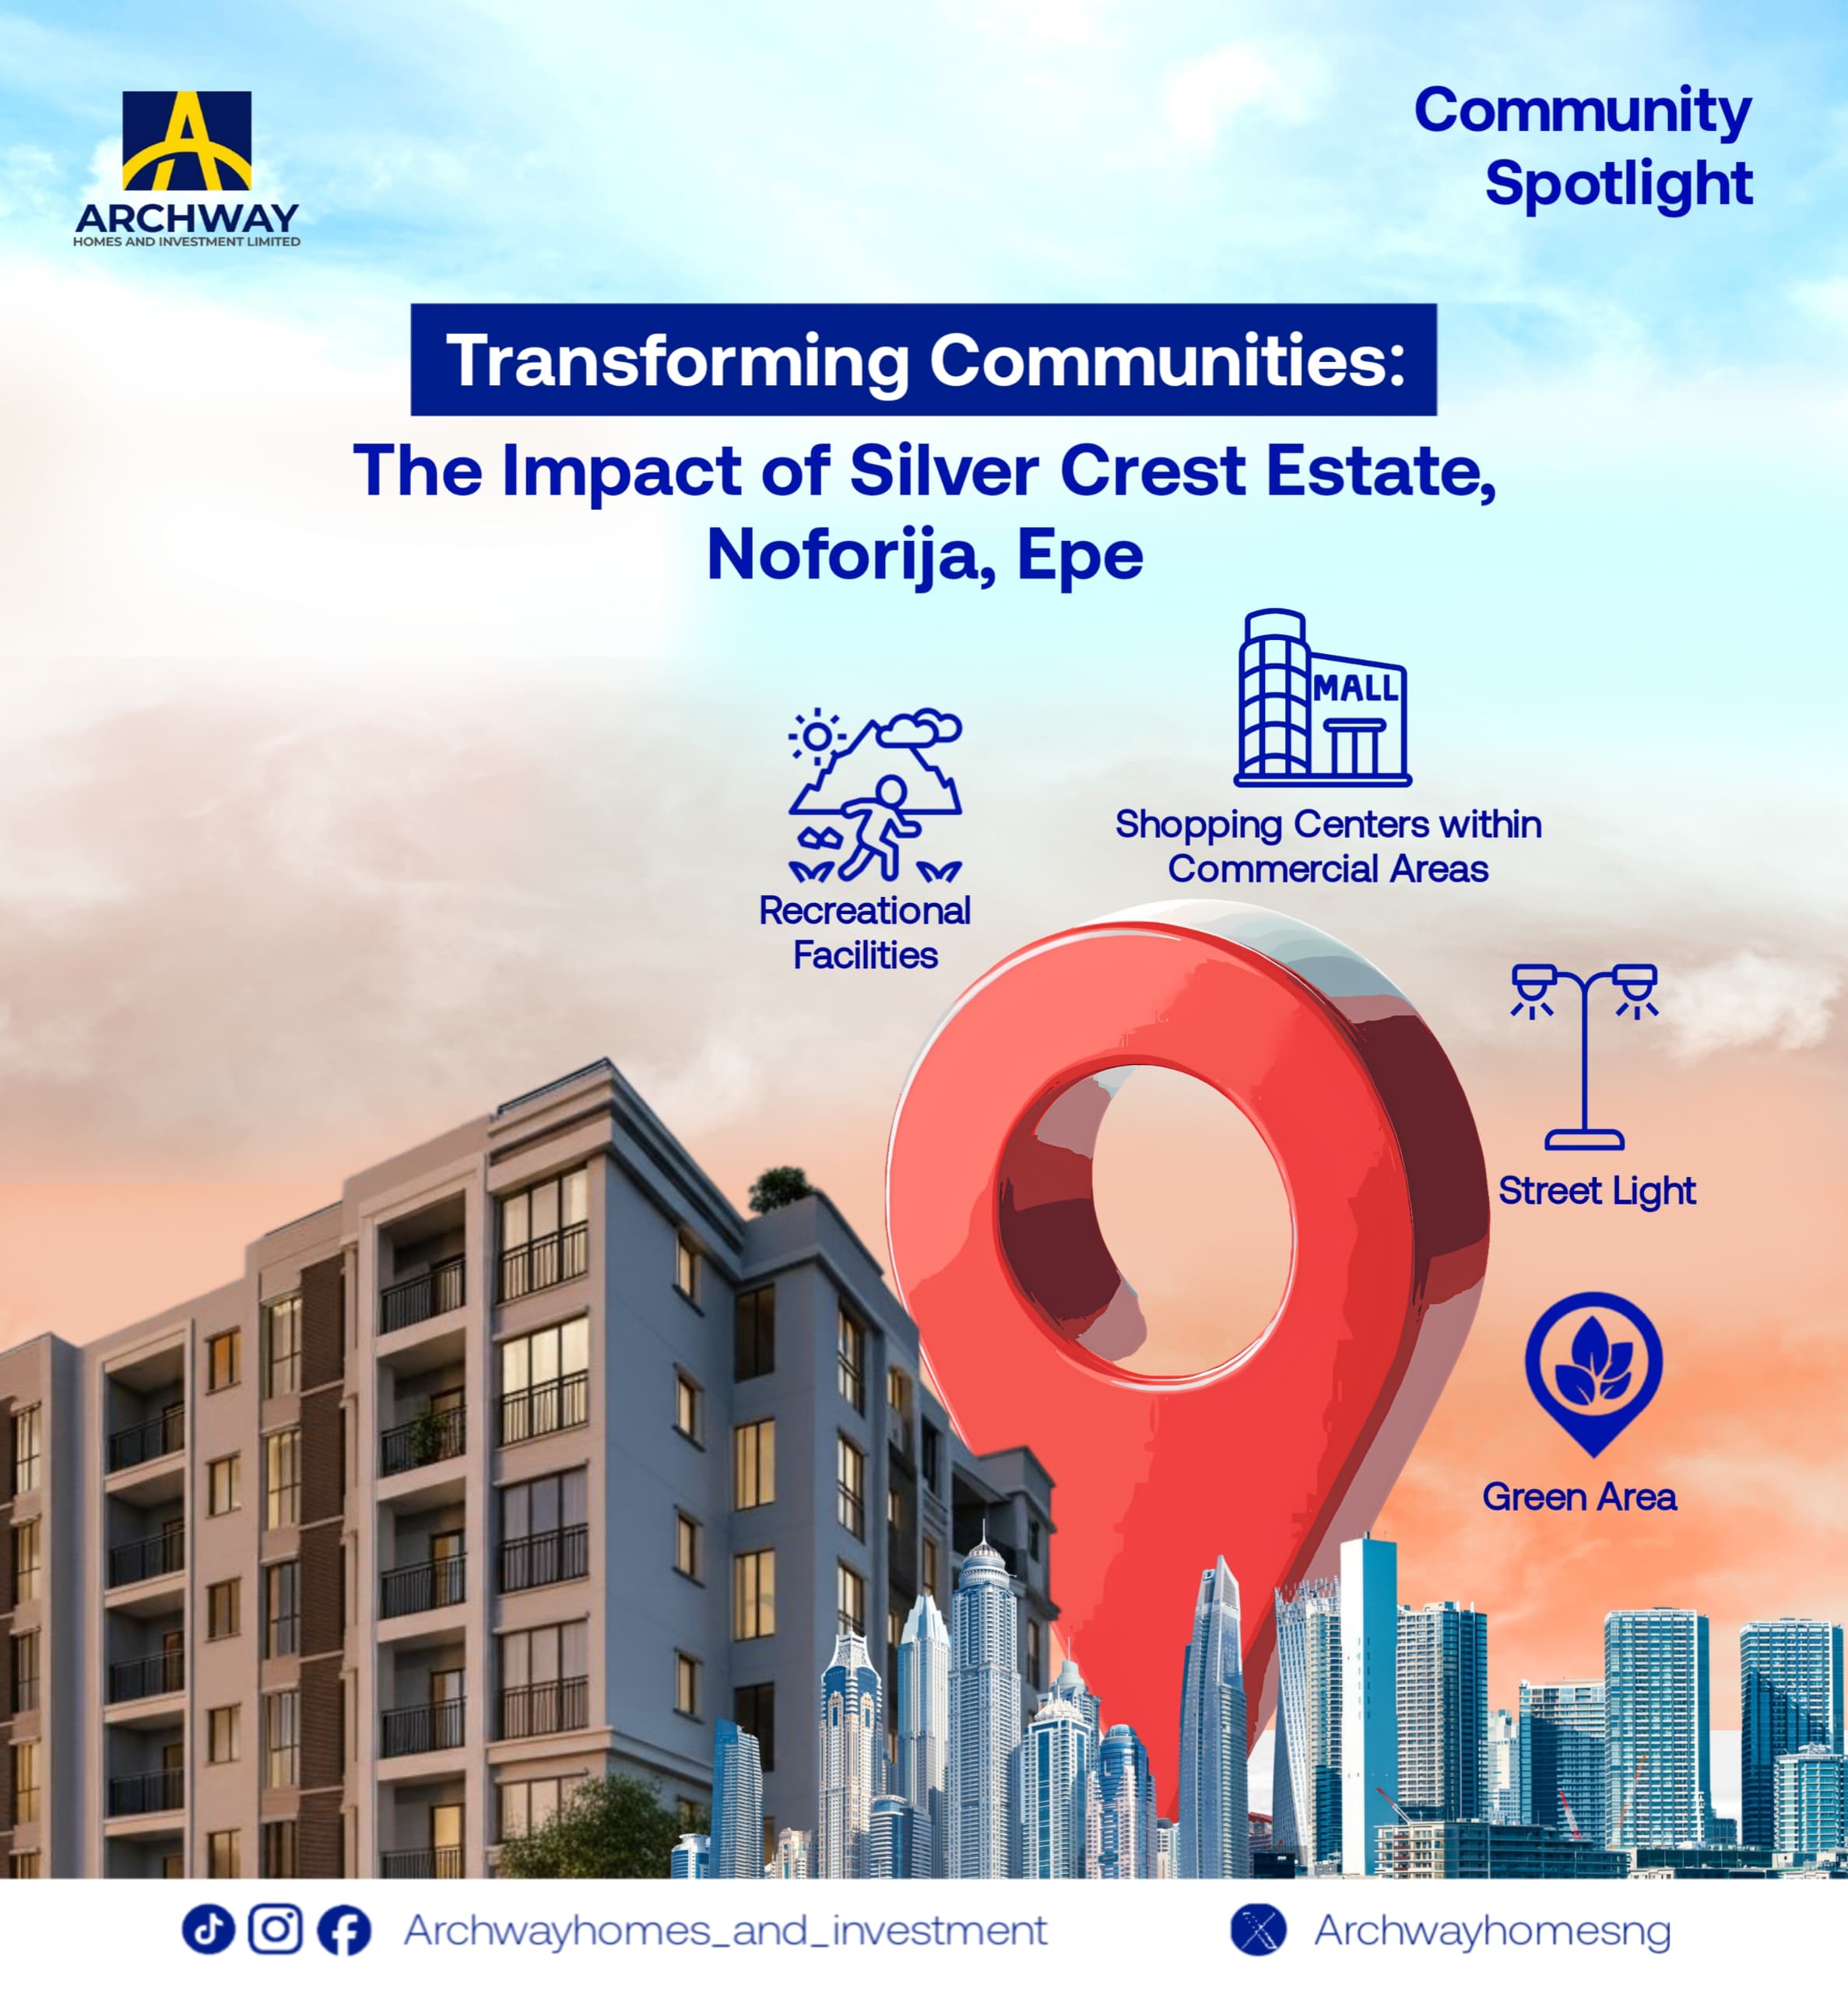 ARCHWAY
HOMES AND INVESTMENT LIMITED
Community
Spotlight
Transforming Communities:
The Impact of Silver Crest Estate,
Noforija, Epe
MALL
Shopping Centers within
Commercial Areas
Recreational
Facilities
Street Light
Green Area
Archwayhomes_and_investment
Archwayhomesng